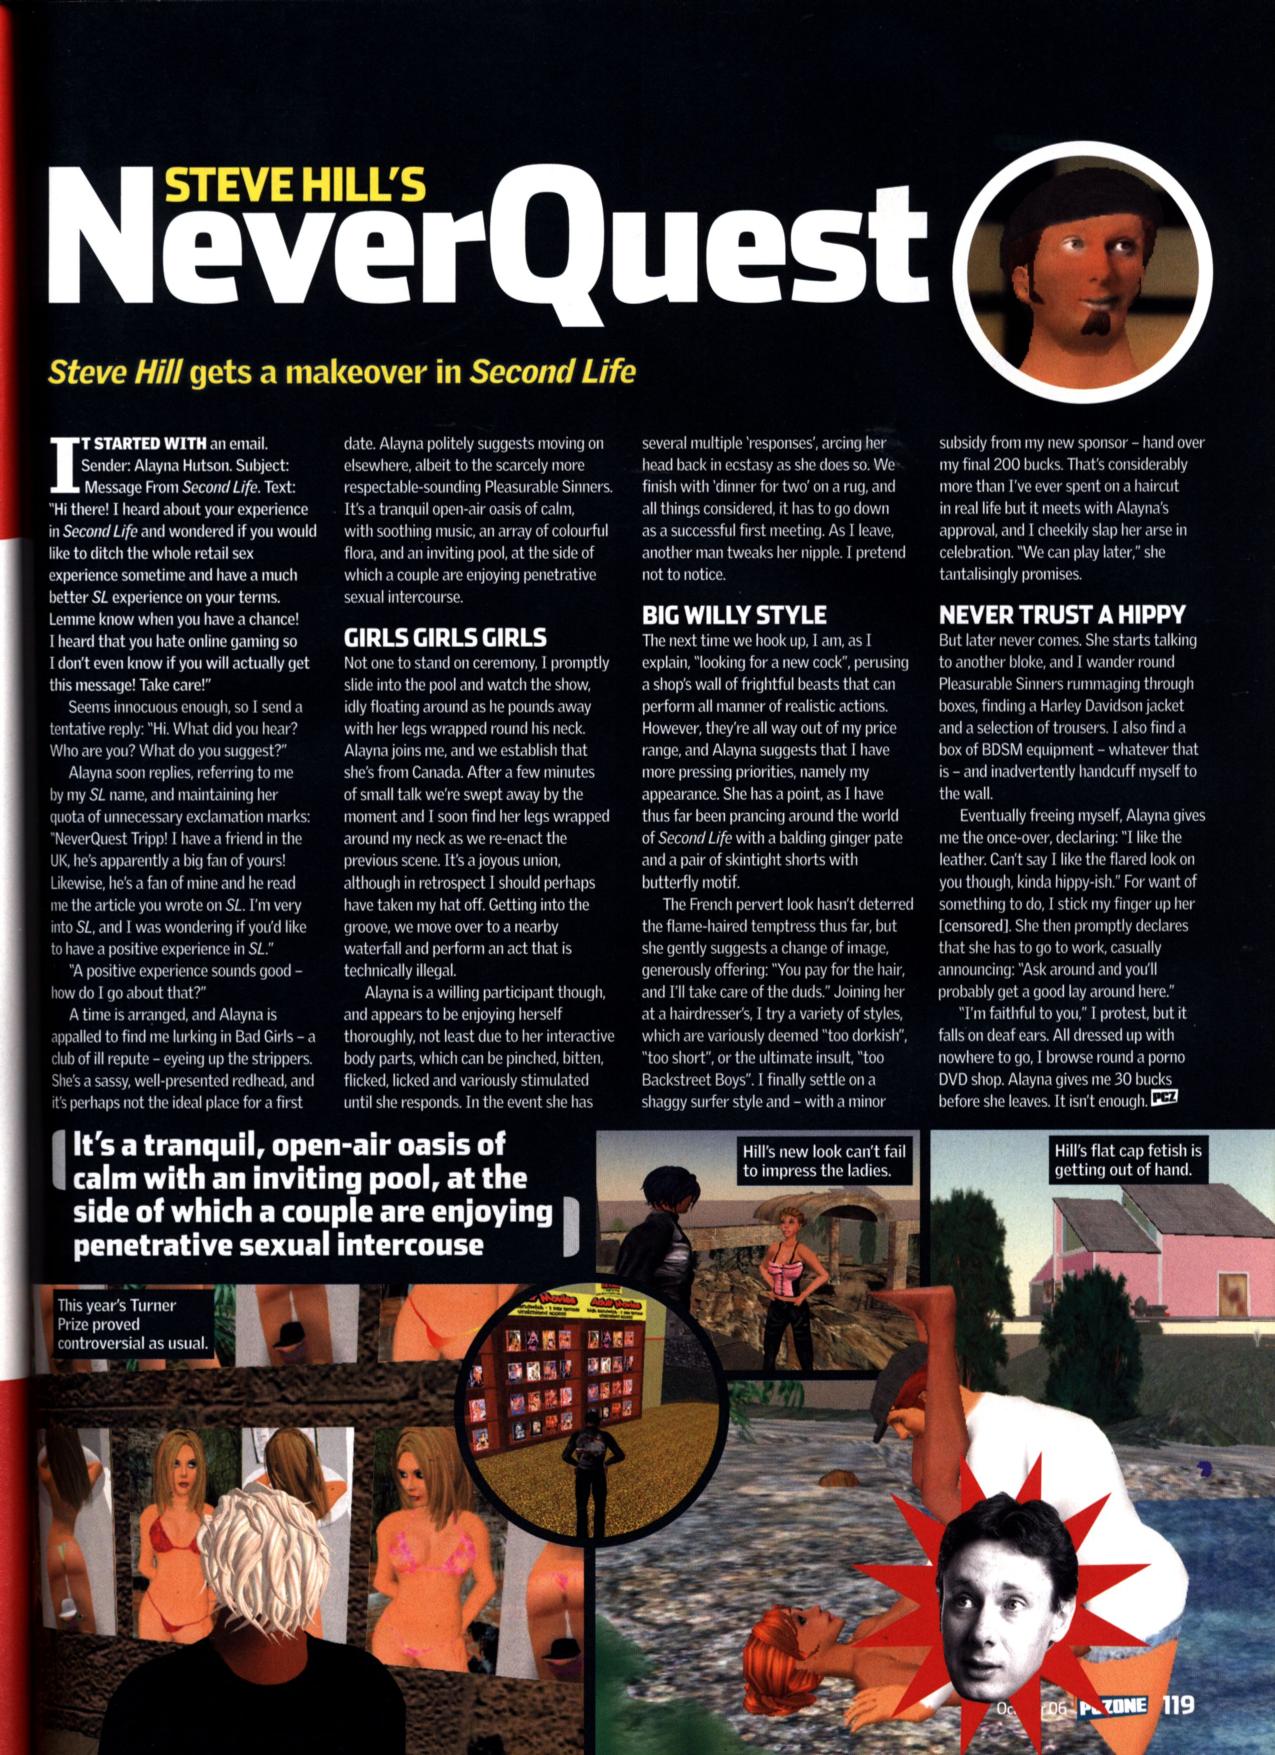 STEVE HILL'S
NeverQuest
Steve Hill gets a makeover in Second Life
IT STARTED WITH an email.
Sender: Alayna Hutson. Subject:
Message From Second Life. Text:
"Hi there! I heard about your experience
in Second Life and wondered if you would
like to ditch the whole retail sex
experience sometime and have a much
better SL experience on your terms.
Lemme know when you have a chance!
I heard that you hate online gaming so
I don't even know if you will actually get
this message! Take care!"
Seems innocuous enough, so I send a
tentative reply: "Hi. What did you hear?
Who are you? What do you suggest?"
Alayna soon replies, referring to me
by my SL name, and maintaining her
quota of unnecessary exclamation marks:
"NeverQuest Tripp! I have a friend in the
UK, he's apparently a big fan of yours!
Likewise, he's a fan of mine and he read
me the article you wrote on SL. I'm very
into SL, and I was wondering if you'd like
to have a positive experience in SL."
"A positive experience sounds good –
how do I go about that?"
A time is arranged, and Alayna is
appalled to find me lurking in Bad Girls – a
club of ill repute – eyeing up the strippers.
She's a sassy, well-presented redhead, and
it's perhaps not the ideal place for a first
date. Alayna politely suggests moving on
elsewhere, albeit to the scarcely more
respectable-sounding Pleasurable Sinners.
It's a tranquil open-air oasis of calm,
with soothing music, an array of colourful
flora, and an inviting pool, at the side of
which a couple are enjoying penetrative
sexual intercourse.
GIRLS GIRLS GIRLS
Not one to stand on ceremony, I promptly
slide into the pool and watch the show,
idly floating around as he pounds away
with her legs wrapped round his neck.
Alayna joins me, and we establish that
she's from Canada. After a few minutes
of small talk we're swept away by the
moment and I soon find her legs wrapped
around my neck as we re-enact the
previous scene. It's a joyous union,
although in retrospect I should perhaps
have taken my hat off. Getting into the
groove, we move over to a nearby
waterfall and perform an act that is
technically illegal.
Alayna is a willing participant though,
and appears to be enjoying herself
thoroughly, not least due to her interactive
body parts, which can be pinched, bitten,
flicked, licked and variously stimulated
until she responds. In the event she has
several multiple 'responses', arcing her
head back in ecstasy as she does so. We
finish with 'dinner for two' on a rug, and
all things considered, it has to go down
as a successful first meeting. As I leave,
another man tweaks her nipple. I pretend
not to notice.
BIG WILLY STYLE
The next time we hook up, I am, as I
explain, "looking for a new cock", perusing
a shop's wall of frightful beasts that can
perform all manner of realistic actions.
However, they're all way out of my price
range, and Alayna suggests that I have
more pressing priorities, namely my
appearance. She has a point, as I have
thus far been prancing around the world
of Second Life with a balding ginger pate
and a pair of skintight shorts with
butterfly motif.
The French pervert look hasn't deterred
the flame-haired temptress thus far, but
she gently suggests a change of image,
generously offering: "You pay for the hair,
and I'll take care of the duds." Joining her
at a hairdresser's, I try a variety of styles,
which are variously deemed "too dorkish",
"too short", or the ultimate insult, "too
Backstreet Boys". I finally settle on a
shaggy surfer style and – with a minor
subsidy from my new sponsor – hand over
my final 200 bucks. That's considerably
more than I've ever spent on a haircut
in real life but it meets with Alayna's
approval, and I cheekily slap her arse in
celebration. "We can play later," she
tantalisingly promises.
NEVER TRUST A HIPPY
But later never comes. She starts talking
to another bloke, and I wander round
Pleasurable Sinners rummaging through
boxes, finding a Harley Davidson jacket
and a selection of trousers. I also find a
box of BDSM equipment – whatever that
is – and inadvertently handcuff myself to
the wall.
Eventually freeing myself, Alayna gives
me the once-over, declaring: "I like the
leather. Can't say I like the flared look on
you though, kinda hippy-ish." For want of
something to do, I stick my finger up her
[censored]. She then promptly declares
that she has to go to work, casually
announcing: "Ask around and you'll
probably get a good lay around here."
"I'm faithful to you," I protest, but it
falls on deaf ears. All dressed up with
nowhere to go, I browse round a porno
DVD shop. Alayna gives me 30 bucks
before she leaves. It isn't enough. PCZ
It's a tranquil, open-air oasis of
calm with an inviting pool, at the
side of which a couple are enjoying
penetrative sexual intercouse
Hill's new look can't fail
to impress the ladies.
Hill's flat cap fetish is
getting out of hand.
This year's Turner
Prize proved
controversial as usual.
Movies
Adult Movies
06 PCZONE 119